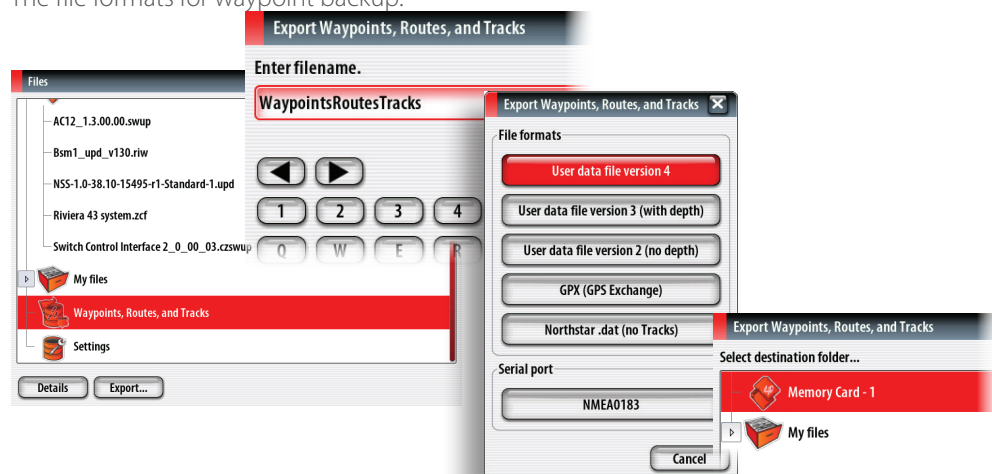 The file formats for waypoint backup.
Export Waypoints, Routes, and Tracks
Enter filename.
WaypointsRoutesTracks
1 2 3 4
Q W E R
Files
AC12_1.3.00.00.swup
Bsm1_upd_v130.riw
NSS-1.0-38.10-15495-r1-Standard-1.upd
Riviera 43 system.zcf
Switch Control Interface 2_0_00_03.czswup
My files
Waypoints, Routes, and Tracks
Settings
Details Export...
Export Waypoints, Routes, and Tracks
File formats
User data file version 4
User data file version 3 (with depth)
User data file version 2 (no depth)
GPX (GPS Exchange)
Northstar .dat (no Tracks)
Serial port
NMEA0183
Cancel
Export Waypoints, Routes, and Tracks
Select destination folder...
Memory Card - 1
My files